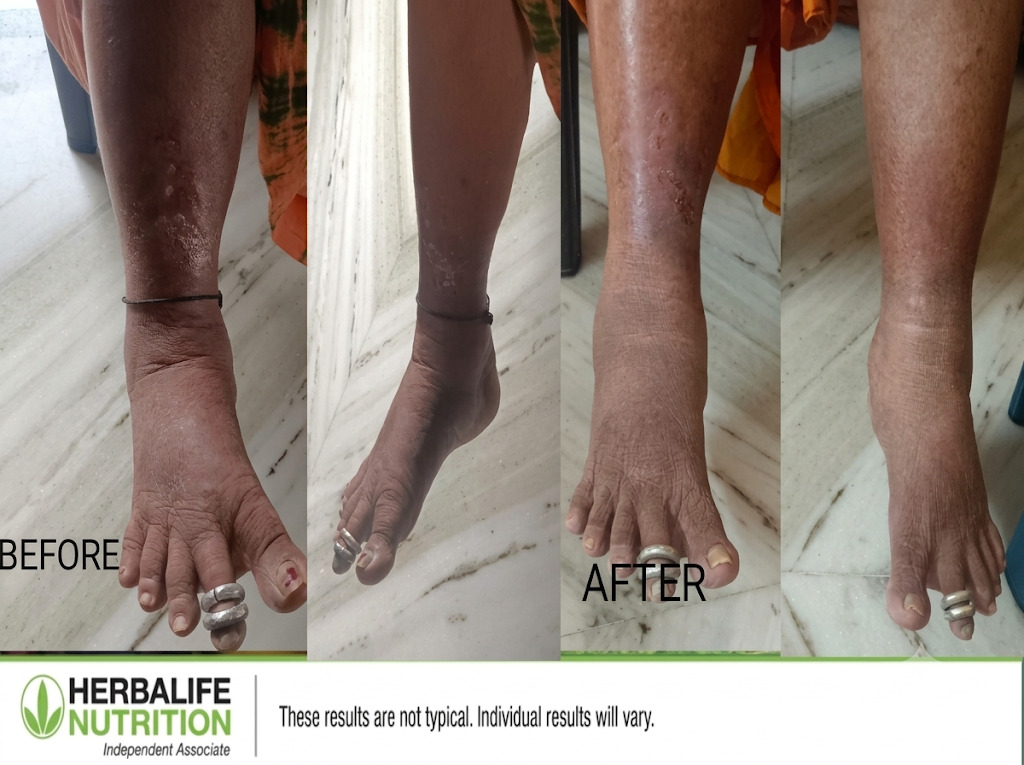 BEFORE
AFTER
HERBALIFE
NUTRITION
Independent Associate
These results are not typical. Individual results will vary.